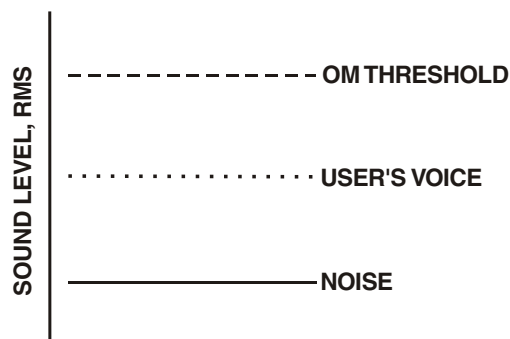 SOUND LEVEL, RMS
OM THRESHOLD
USER'S VOICE
NOISE